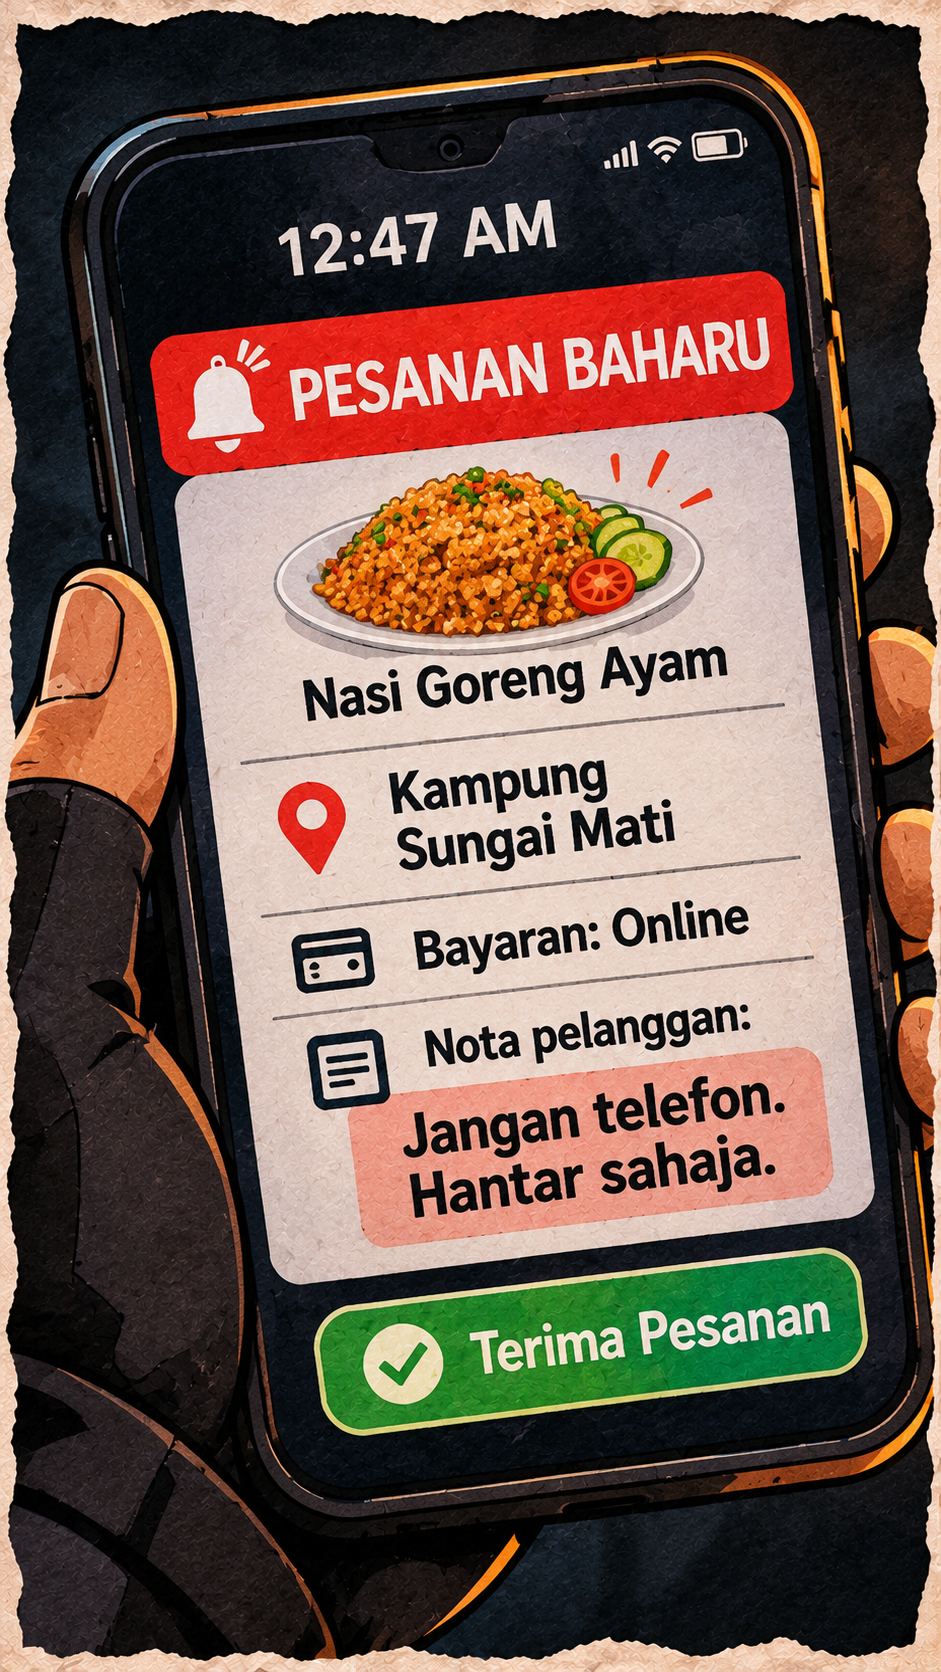 12:47 AM
PESANAN BAHARU
Nasi Goreng Ayam
Kampung
Sungai Mati
Bayaran: Online
Nota pelanggan:
Jangan telefon.
Hantar sahaja.
Terima Pesanan